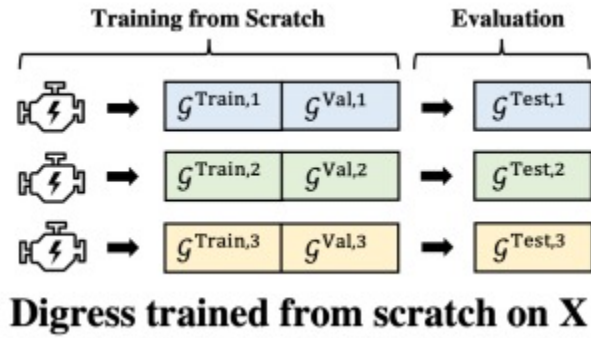 Training from Scratch Evaluation
𝒢^Train,1 𝒢^Val,1 𝒢^Test,1
𝒢^Train,2 𝒢^Val,2 𝒢^Test,2
𝒢^Train,3 𝒢^Val,3 𝒢^Test,3
Digress trained from scratch on X